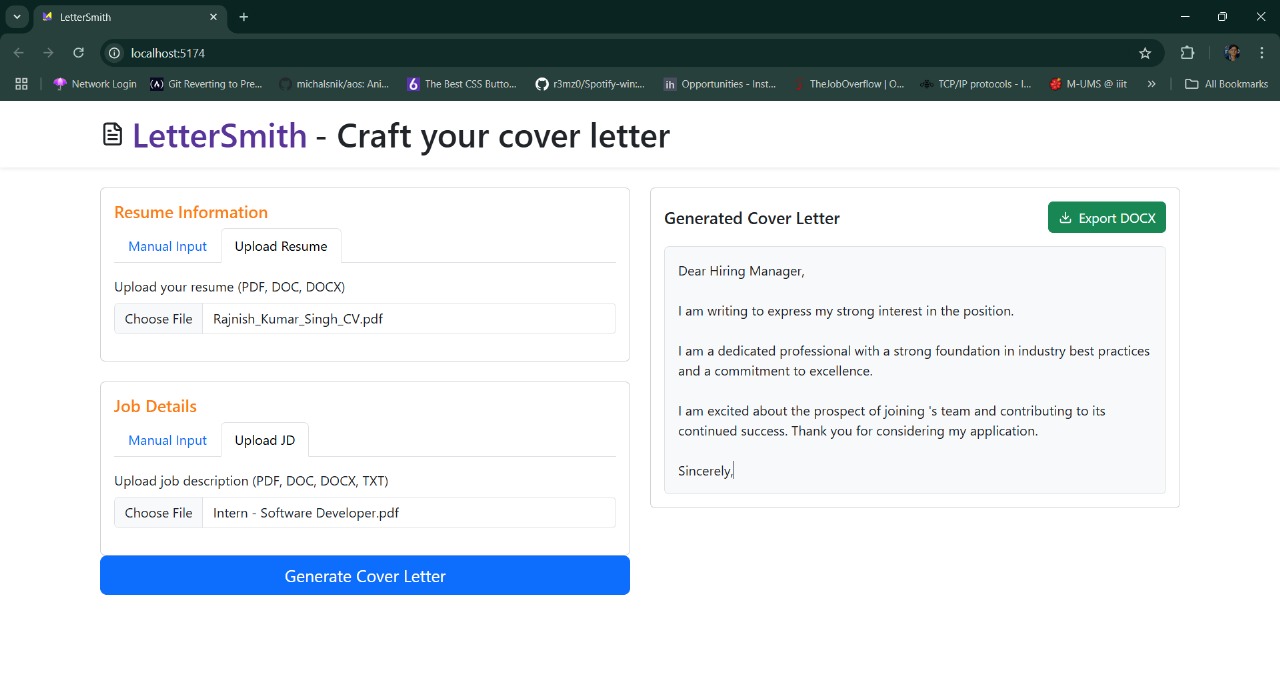 LetterSmith
localhost:5174
Network Login
Git Reverting to Pre...
michalsnik/aos: Ani...
6 The Best CSS Butto...
r3mz0/Spotify-win:...
ih Opportunities - Inst...
TheJobOverflow | O...
TCP/IP protocols - I...
M-UMS @ iiit
All Bookmarks
LetterSmith - Craft your cover letter
Resume Information
Manual Input
Upload Resume
Upload your resume (PDF, DOC, DOCX)
Choose File Rajnish_Kumar_Singh_CV.pdf
Job Details
Manual Input
Upload JD
Upload job description (PDF, DOC, DOCX, TXT)
Choose File Intern - Software Developer.pdf
Generate Cover Letter
Generated Cover Letter
Export DOCX
Dear Hiring Manager,
I am writing to express my strong interest in the position.
I am a dedicated professional with a strong foundation in industry best practices
and a commitment to excellence.
I am excited about the prospect of joining 's team and contributing to its
continued success. Thank you for considering my application.
Sincerely,